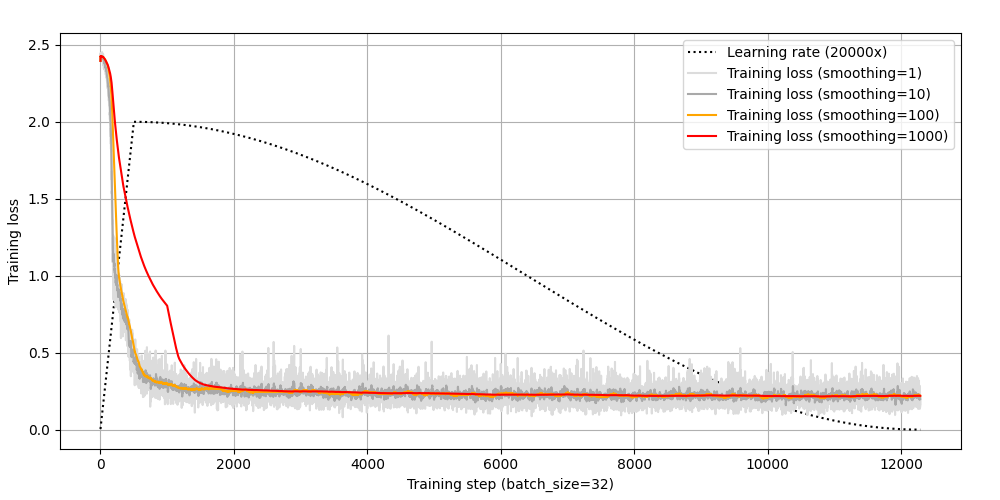 2.5
2.0
1.5
1.0
0.5
0.0
Training loss
Learning rate (20000x)
Training loss (smoothing=1)
Training loss (smoothing=10)
Training loss (smoothing=100)
Training loss (smoothing=1000)
0 2000 4000 6000 8000 10000 12000
Training step (batch_size=32)